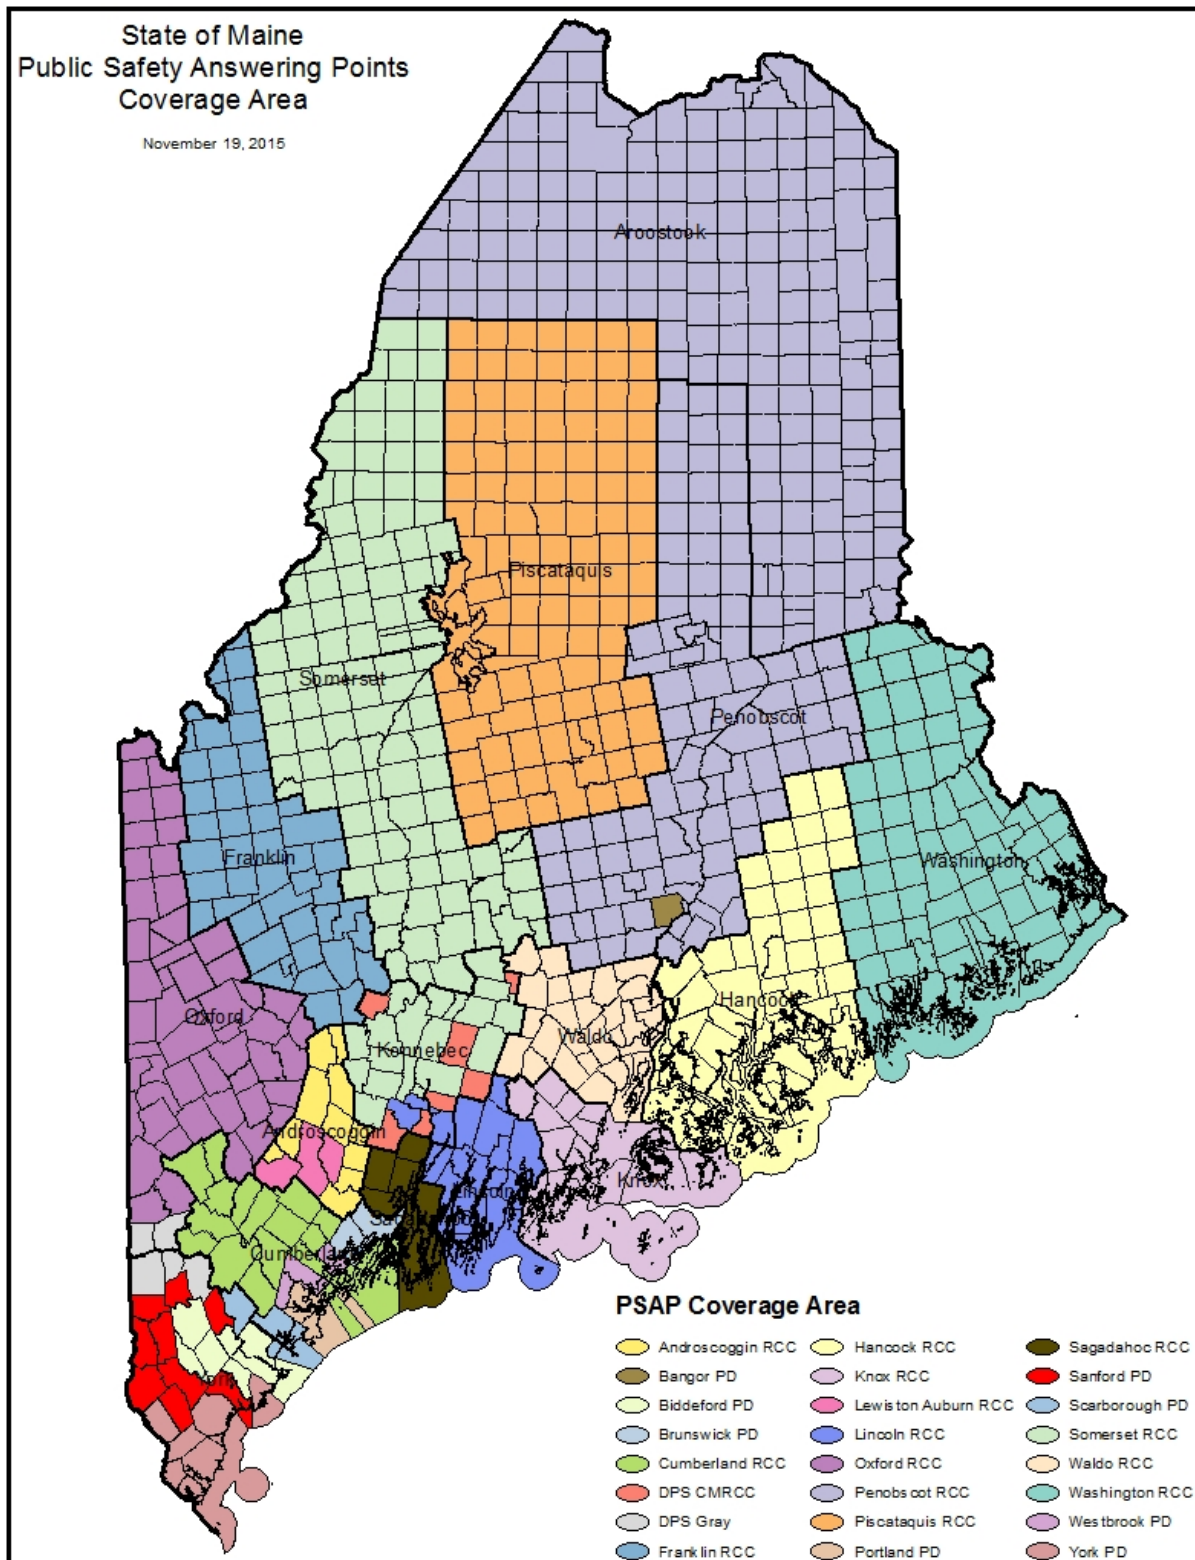 State of Maine
Public Safety Answering Points
Coverage Area
November 19, 2015
Aroostook
Piscataquis
Somerset
Penobscot
Franklin
Washington
Hancock
Oxford
Waldo
Kennebec
Androscoggin
Knox
Lincoln
Cumberland
York
PSAP Coverage Area
Androscoggin RCC
Bangor PD
Biddeford PD
Brunswick PD
Cumberland RCC
DPS CMRCC
DPS Gray
Franklin RCC
Hancock RCC
Knox RCC
Lewiston Auburn RCC
Lincoln RCC
Oxford RCC
Penobscot RCC
Piscataquis RCC
Portland PD
Sagadahoc RCC
Sanford PD
Scarborough PD
Somerset RCC
Waldo RCC
Washington RCC
Westbrook PD
York PD